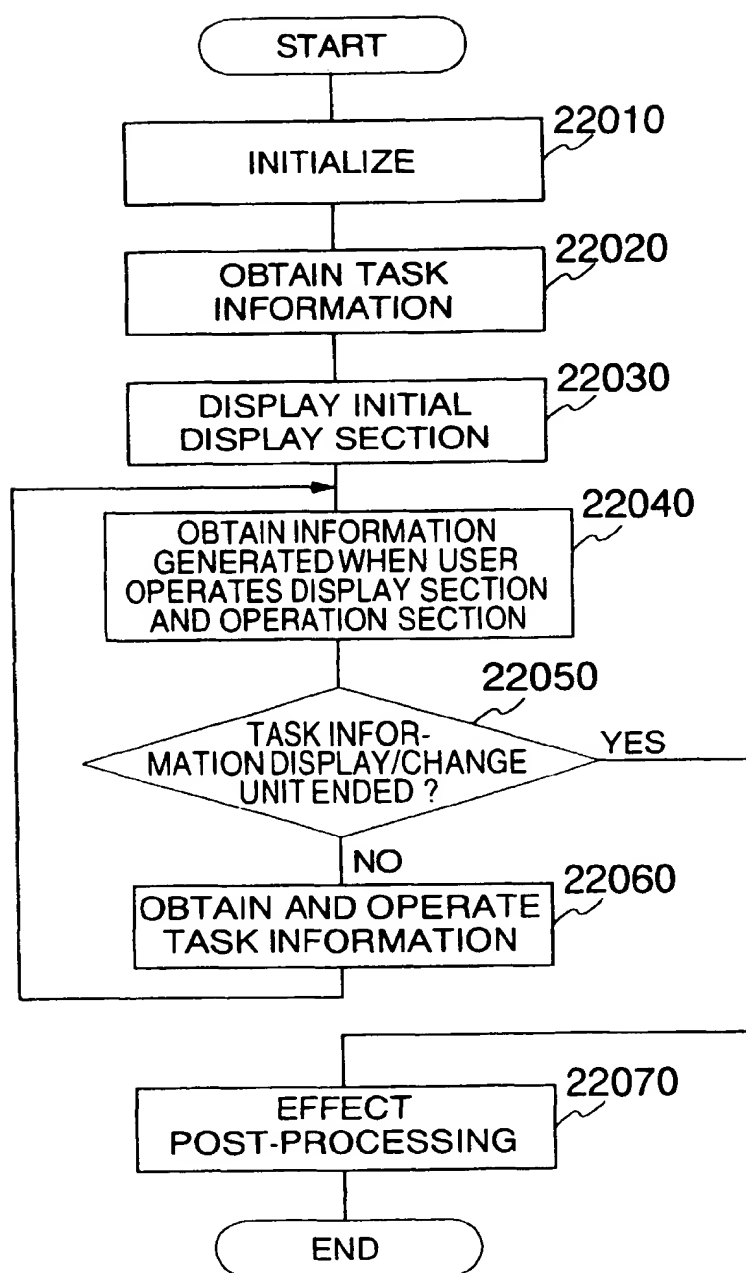 START
22010
INITIALIZE
22020
OBTAIN TASK
INFORMATION
22030
DISPLAY INITIAL
DISPLAY SECTION
22040
OBTAIN INFORMATION
GENERATED WHEN USER
OPERATES DISPLAY SECTION
AND OPERATION SECTION
22050
TASK INFOR-
MATION DISPLAY/CHANGE
UNIT ENDED ?
YES
NO
22060
OBTAIN AND OPERATE
TASK INFORMATION
22070
EFFECT
POST-PROCESSING
END